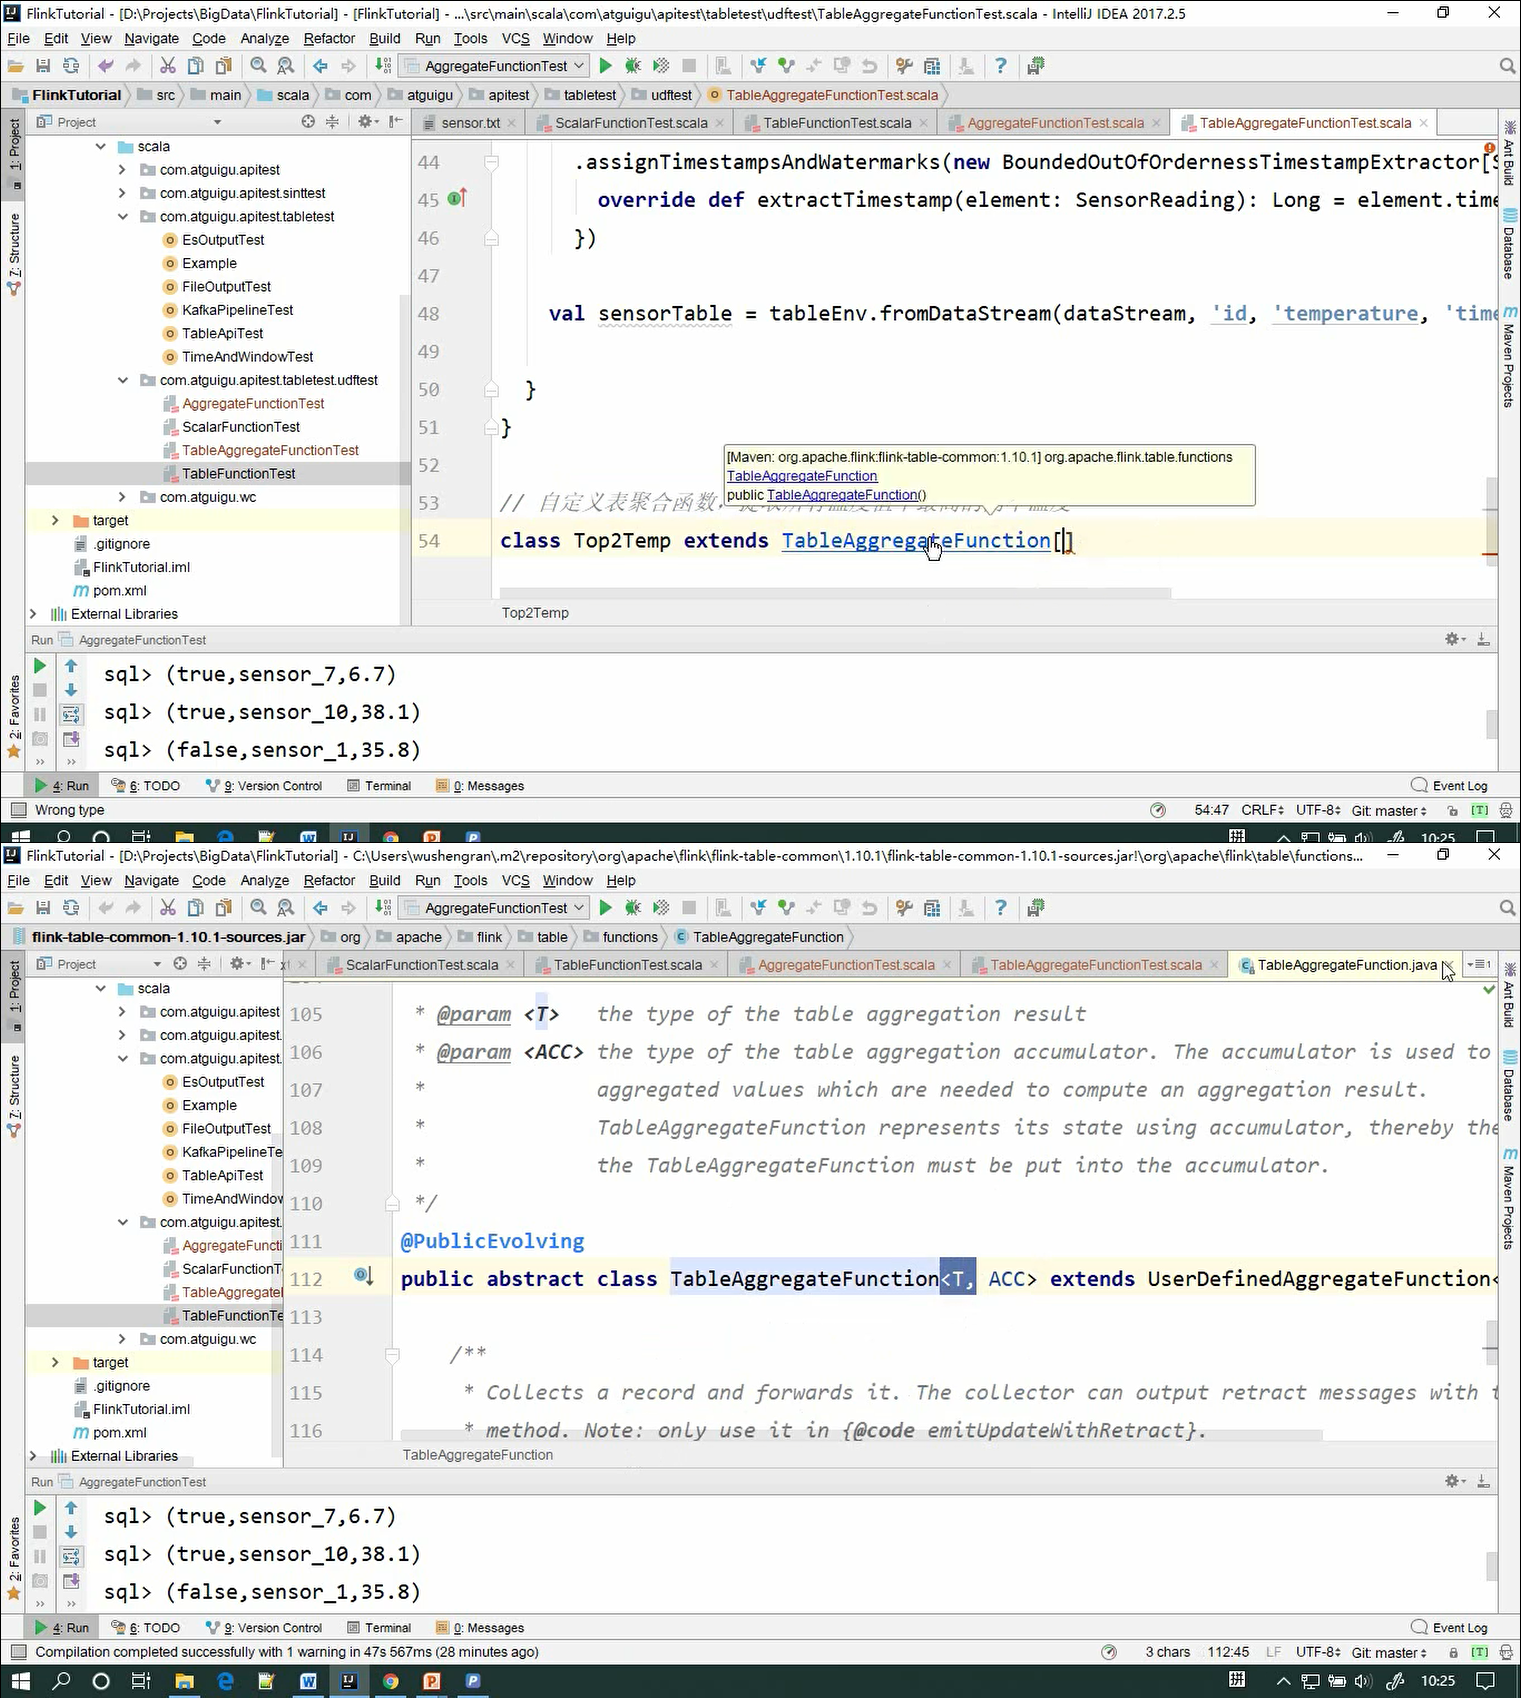 FlinkTutorial - [D:\Projects\BigData\FlinkTutorial] - [FlinkTutorial] - ...\src\main\scala\com\atguigu\apitest\tabletest\udftest\TableAggregateFunctionTest.scala - IntelliJ IDEA 2017.2.5
File Edit View Navigate Code Analyze Refactor Build Run Tools VCS Window Help
AggregateFunctionTest
FlinkTutorial src main scala com atguigu apitest tabletest udftest TableAggregateFunctionTest.scala
Project sensor.txt ScalarFunctionTest.scala TableFunctionTest.scala AggregateFunctionTest.scala TableAggregateFunctionTest.scala
1: Project
7: Structure
2: Favorites
Ant Build
Database
Maven Projects
scala
com.atguigu.apitest
com.atguigu.apitest.sinttest
com.atguigu.apitest.tabletest
EsOutputTest
Example
FileOutputTest
KafkaPipelineTest
TableApiTest
TimeAndWindowTest
com.atguigu.apitest.tabletest.udftest
AggregateFunctionTest
ScalarFunctionTest
TableAggregateFunctionTest
TableFunctionTest
com.atguigu.wc
target
.gitignore
FlinkTutorial.iml
pom.xml
External Libraries
44 .assignTimestampsAndWatermarks(new BoundedOutOfOrdernessTimestampExtractor[
45 override def extractTimestamp(element: SensorReading): Long = element.time
46 })
47
48 val sensorTable = tableEnv.fromDataStream(dataStream, 'id, 'temperature, 'time
49
50 }
51 }
52
[Maven: org.apache.flink:flink-table-common:1.10.1] org.apache.flink.table.functions
TableAggregateFunction
public TableAggregateFunction()
53 // 自定义表聚合函数,
54 class Top2Temp extends TableAggregateFunction[]
Top2Temp
Run AggregateFunctionTest
sql> (true,sensor_7,6.7)
sql> (true,sensor_10,38.1)
sql> (false,sensor_1,35.8)
4: Run 6: TODO 9: Version Control Terminal 0: Messages Event Log
Wrong type 54:47 CRLF UTF-8 Git: master [T]
10:25
FlinkTutorial - [D:\Projects\BigData\FlinkTutorial] - C:\Users\wushengran\.m2\repository\org\apache\flink\flink-table-common\1.10.1\flink-table-common-1.10.1-sources.jar!\org\apache\flink\table\functions...
File Edit View Navigate Code Analyze Refactor Build Run Tools VCS Window Help
AggregateFunctionTest
flink-table-common-1.10.1-sources.jar org apache flink table functions TableAggregateFunction
Project xt ScalarFunctionTest.scala TableFunctionTest.scala AggregateFunctionTest.scala TableAggregateFunctionTest.scala TableAggregateFunction.java
1: Project
7: Structure
2: Favorites
Ant Build
Database
Maven Projects
scala
com.atguigu.apitest
com.atguigu.apitest.
com.atguigu.apitest.
EsOutputTest
Example
FileOutputTest
KafkaPipelineTe
TableApiTest
TimeAndWindov
com.atguigu.apitest.
AggregateFuncti
ScalarFunctionT
TableAggregatel
TableFunctionTe
com.atguigu.wc
target
.gitignore
FlinkTutorial.iml
pom.xml
External Libraries
105 * @param <T> the type of the table aggregation result
106 * @param <ACC> the type of the table aggregation accumulator. The accumulator is used to
107 * aggregated values which are needed to compute an aggregation result.
108 * TableAggregateFunction represents its state using accumulator, thereby the
109 * the TableAggregateFunction must be put into the accumulator.
110 */
111 @PublicEvolving
112 public abstract class TableAggregateFunction<T, ACC> extends UserDefinedAggregateFunction<
113
114 /**
115 * Collects a record and forwards it. The collector can output retract messages with t
116 * method. Note: only use it in {@code emitUpdateWithRetract}.
TableAggregateFunction
Run AggregateFunctionTest
sql> (true,sensor_7,6.7)
sql> (true,sensor_10,38.1)
sql> (false,sensor_1,35.8)
4: Run 6: TODO 9: Version Control Terminal 0: Messages Event Log
Compilation completed successfully with 1 warning in 47s 567ms (28 minutes ago) 3 chars 112:45 LF UTF-8 Git: master [T]
拼 10:25